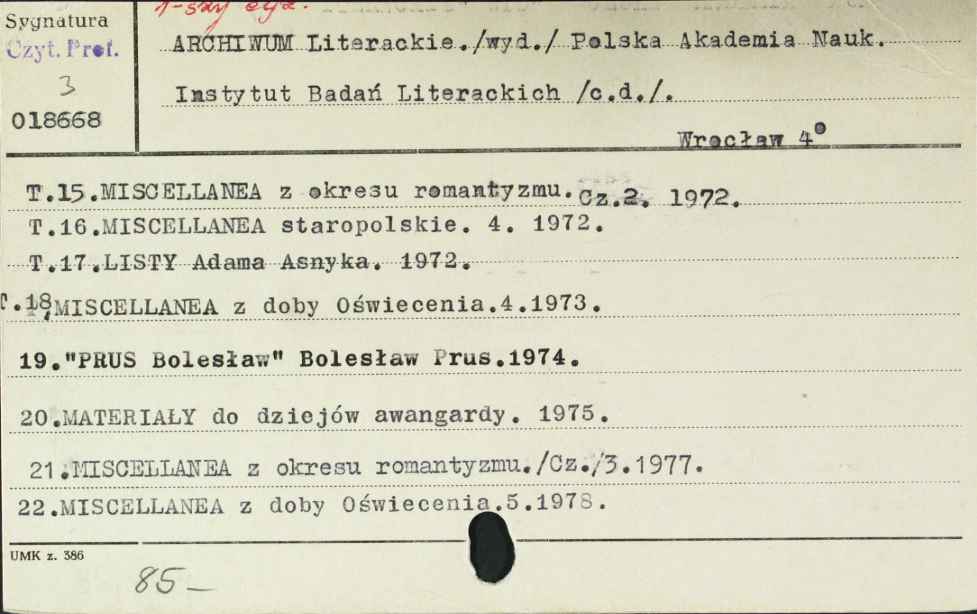 1-szy egz.
Sygnatura
Czyt. Prof.
3
018668
ARCHIWUM Literackie./wyd./ Polska Akademia Nauk.
Instytut Badań Literackich /c.d./.
Wrocław 4°
T.15.MISCELLANEA z okresu romantyzmu. Cz.2. 1972.
T.16.MISCELLANEA staropolskie. 4. 1972.
T.17.LISTY Adama Asnyka. 1972.
T.18,MISCELLANEA z doby Oświecenia.4.1973.
19."PRUS Bolesław" Bolesław Prus.1974.
20.MATERIAŁY do dziejów awangardy. 1975.
21.MISCELLANEA z okresu romantyzmu./Cz./3.1977.
22.MISCELLANEA z doby Oświecenia.5.1978.
UMK z. 386
85-